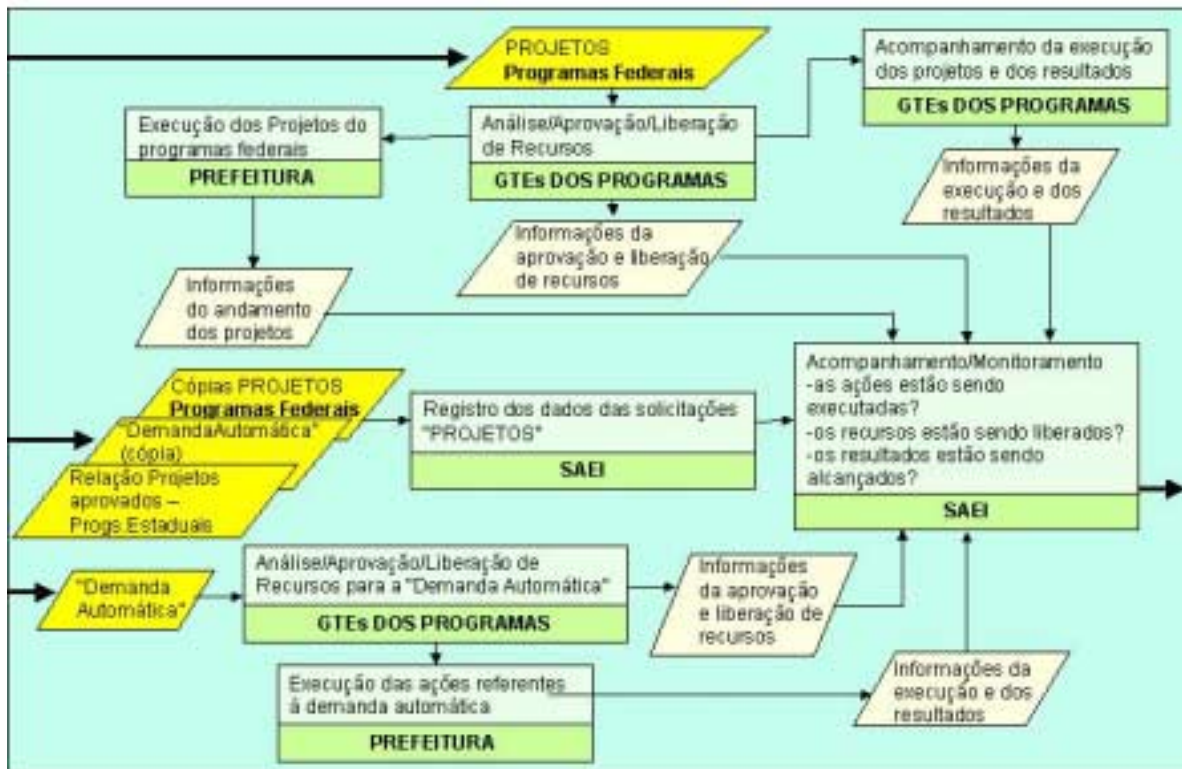 PROJETOS
Programas Federais
Acompanhamento da execução
dos projetos e dos resultados
GTEs DOS PROGRAMAS
Execução dos Projetos do
programas federais
PREFEITURA
Análise/Aprovação/Liberação
de Recursos
GTEs DOS PROGRAMAS
Informações da
execução e dos
resultados
Informações da
aprovação e liberação
de recursos
Informações
do andamento
dos projetos
Cópias PROJETOS
Programas Federais
"DemandaAutomática"
(cópia)
Relação Projetos
aprovados –
Progs.Estaduais
Registro dos dados das solicitações
"PROJETOS"
SAEI
Acompanhamento/Monitoramento
-as ações estão sendo
executadas?
-os recursos estão sendo liberados?
-os resultados estão sendo
alcançados?
SAEI
"Demanda
Automática"
Análise/Aprovação/Liberação de
Recursos para a "Demanda Automática"
GTEs DOS PROGRAMAS
Informações
da aprovação
e liberação de
recursos
Execução das ações referentes
à demanda automática
PREFEITURA
Informações da
execução e dos
resultados